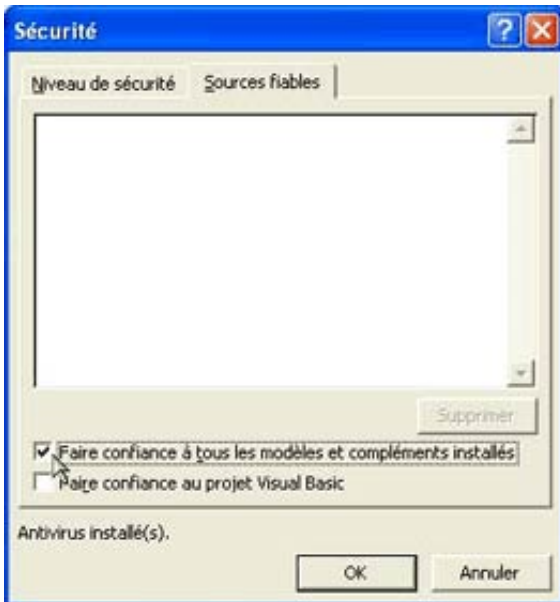 Sécurité
Niveau de sécurité Sources fiables
Supprimer
Faire confiance à tous les modèles et compléments installés
Faire confiance au projet Visual Basic
Antivirus installé(s).
OK Annuler